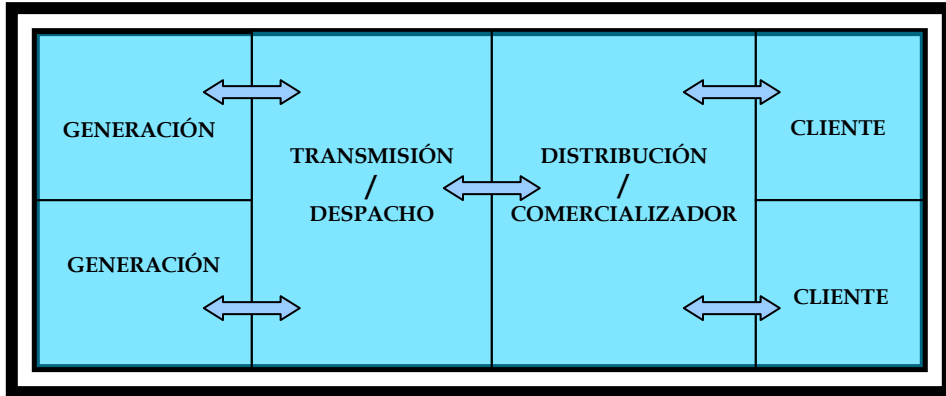 GENERACIÓN
GENERACIÓN
TRANSMISIÓN
/
DESPACHO
DISTRIBUCIÓN
/
COMERCIALIZADOR
CLIENTE
CLIENTE